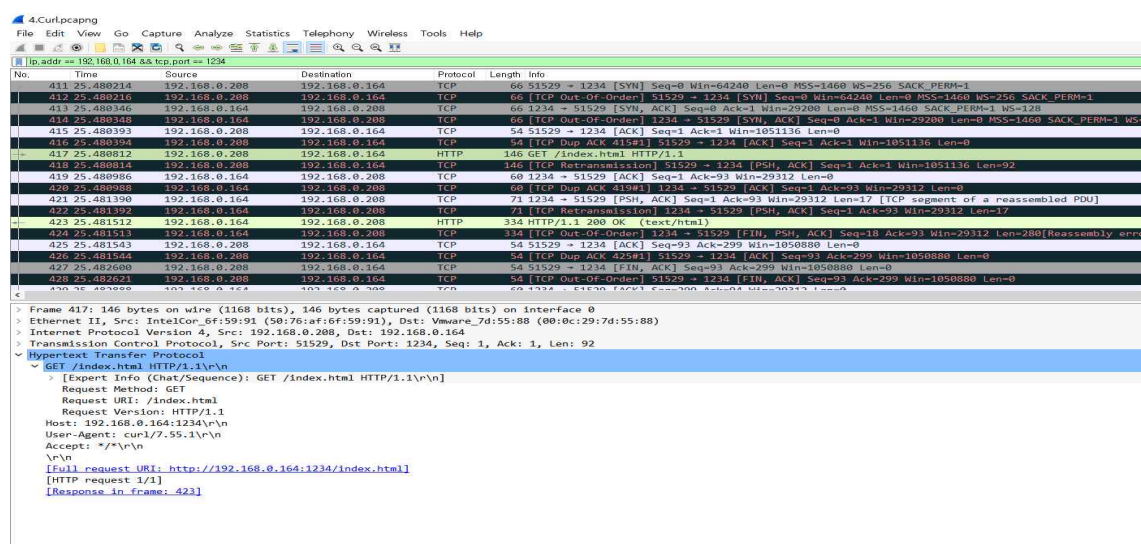 4.Curl.pcapng
File Edit View Go Capture Analyze Statistics Telephony Wireless Tools Help
ip.addr == 192.168.0.164 && tcp.port == 1234
No. Time Source Destination Protocol Length Info
411 25.480214 192.168.0.208 192.168.0.164 TCP 66 51529 → 1234 [SYN] Seq=0 Win=64240 Len=0 MSS=1460 WS=256 SACK_PERM=1
412 25.480216 192.168.0.208 192.168.0.164 TCP 66 [TCP Out-Of-Order] 51529 → 1234 [SYN] Seq=0 Win=64240 Len=0 MSS=1460 WS=256 SACK_PERM=1
413 25.480346 192.168.0.164 192.168.0.208 TCP 66 1234 → 51529 [SYN, ACK] Seq=0 Ack=1 Win=29200 Len=0 MSS=1460 SACK_PERM=1 WS=128
414 25.480348 192.168.0.164 192.168.0.208 TCP 66 [TCP Out-Of-Order] 1234 → 51529 [SYN, ACK] Seq=0 Ack=1 Win=29200 Len=0 MSS=1460 SACK_PERM=1 WS-
415 25.480393 192.168.0.208 192.168.0.164 TCP 54 51529 → 1234 [ACK] Seq=1 Ack=1 Win=1051136 Len=0
416 25.480394 192.168.0.208 192.168.0.164 TCP 54 [TCP Dup ACK 415#1] 51529 → 1234 [ACK] Seq=1 Ack=1 Win=1051136 Len=0
417 25.480812 192.168.0.208 192.168.0.164 HTTP 146 GET /index.html HTTP/1.1
418 25.480814 192.168.0.208 192.168.0.164 TCP 146 [TCP Retransmission] 51529 → 1234 [PSH, ACK] Seq=1 Ack=1 Win=1051136 Len=92
419 25.480986 192.168.0.164 192.168.0.208 TCP 60 1234 → 51529 [ACK] Seq=1 Ack=93 Win=29312 Len=0
420 25.480988 192.168.0.164 192.168.0.208 TCP 60 [TCP Dup ACK 419#1] 1234 → 51529 [ACK] Seq=1 Ack=93 Win=29312 Len=0
421 25.481390 192.168.0.164 192.168.0.208 TCP 71 1234 → 51529 [PSH, ACK] Seq=1 Ack=93 Win=29312 Len=17 [TCP segment of a reassembled PDU]
422 25.481392 192.168.0.164 192.168.0.208 TCP 71 [TCP Retransmission] 1234 → 51529 [PSH, ACK] Seq=1 Ack=93 Win=29312 Len=17
423 25.481512 192.168.0.164 192.168.0.208 HTTP 334 HTTP/1.1 200 OK (text/html)
424 25.481513 192.168.0.164 192.168.0.208 TCP 334 [TCP Out-Of-Order] 1234 → 51529 [FIN, PSH, ACK] Seq=18 Ack=93 Win=29312 Len=280[Reassembly erro
425 25.481543 192.168.0.208 192.168.0.164 TCP 54 51529 → 1234 [ACK] Seq=93 Ack=299 Win=1050880 Len=0
426 25.481544 192.168.0.208 192.168.0.164 TCP 54 [TCP Dup ACK 425#1] 51529 → 1234 [ACK] Seq=93 Ack=299 Win=1050880 Len=0
427 25.482600 192.168.0.208 192.168.0.164 TCP 54 51529 → 1234 [FIN, ACK] Seq=93 Ack=299 Win=1050880 Len=0
428 25.482621 192.168.0.208 192.168.0.164 TCP 54 [TCP Out-Of-Order] 51529 → 1234 [FIN, ACK] Seq=93 Ack=299 Win=1050880 Len=0
Frame 417: 146 bytes on wire (1168 bits), 146 bytes captured (1168 bits) on interface 0
Ethernet II, Src: IntelCor_6f:59:91 (50:76:af:6f:59:91), Dst: Vmware_7d:55:88 (00:0c:29:7d:55:88)
Internet Protocol Version 4, Src: 192.168.0.208, Dst: 192.168.0.164
Transmission Control Protocol, Src Port: 51529, Dst Port: 1234, Seq: 1, Ack: 1, Len: 92
Hypertext Transfer Protocol
GET /index.html HTTP/1.1\r\n
[Expert Info (Chat/Sequence): GET /index.html HTTP/1.1\r\n]
Request Method: GET
Request URI: /index.html
Request Version: HTTP/1.1
Host: 192.168.0.164:1234\r\n
User-Agent: curl/7.55.1\r\n
Accept: */*\r\n
\r\n
[Full request URI: http://192.168.0.164:1234/index.html]
[HTTP request 1/1]
[Response in frame: 423]